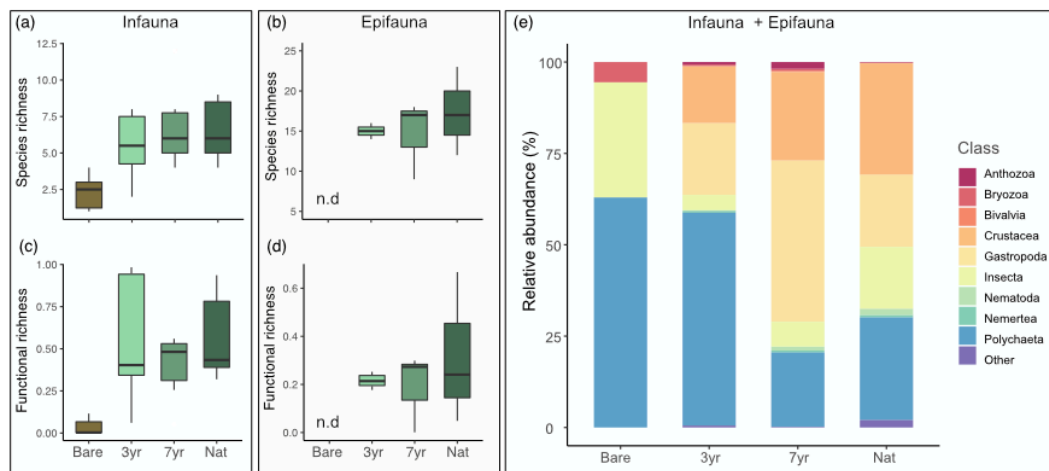 (a) Infauna
Species richness
12.5
10.0
7.5
5.0
2.5
(b) Epifauna
Species richness
25
20
15
10
5
n.d
(c)
Functional richness
1.00
0.75
0.50
0.25
0.00
Bare 3yr 7yr Nat
(d)
Functional richness
0.6
0.4
0.2
0.0
n.d
Bare 3yr 7yr Nat
(e) Infauna + Epifauna
Relative abundance (%)
100
75
50
25
0
Bare 3yr 7yr Nat
Class
Anthozoa
Bryozoa
Bivalvia
Crustacea
Gastropoda
Insecta
Nematoda
Nemertea
Polychaeta
Other